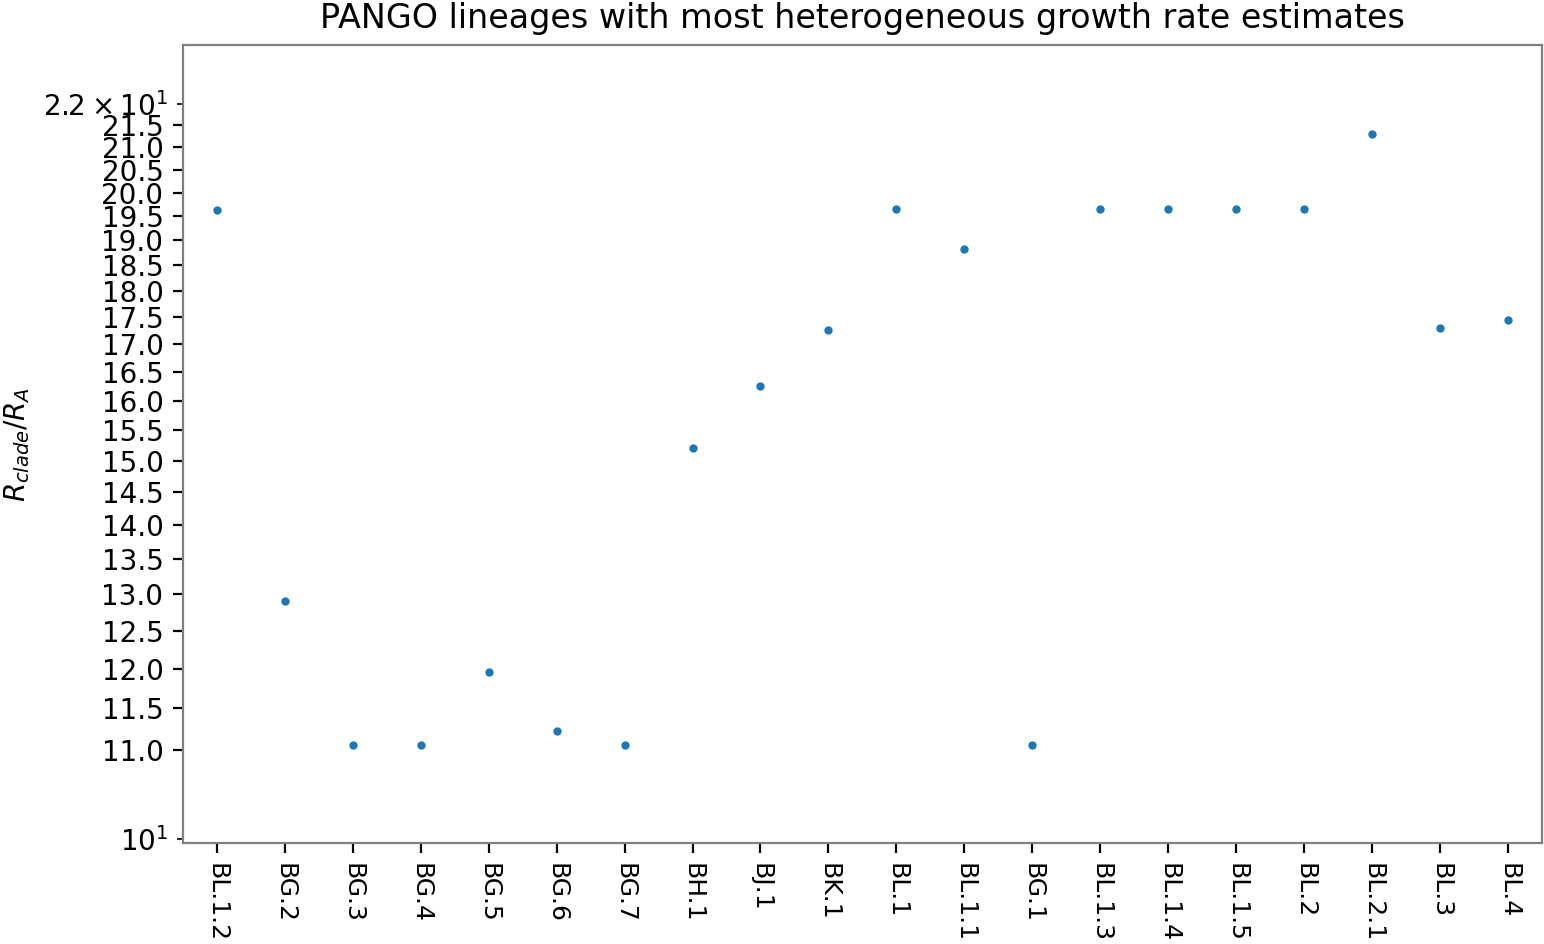 PANGO lineages with most heterogeneous growth rate estimates
2.2 × 10¹
21.5
21.0
20.5
20.0
19.5
19.0
18.5
18.0
17.5
17.0
16.5
16.0
15.5
15.0
14.5
14.0
13.5
13.0
12.5
12.0
11.5
11.0
10¹
R_clade/R_A
BL.1.2
BG.2
BG.3
BG.4
BG.5
BG.6
BG.7
BH.1
BJ.1
BK.1
BL.1
BL.1.1
BG.1
BL.1.3
BL.1.4
BL.1.5
BL.2
BL.2.1
BL.3
BL.4